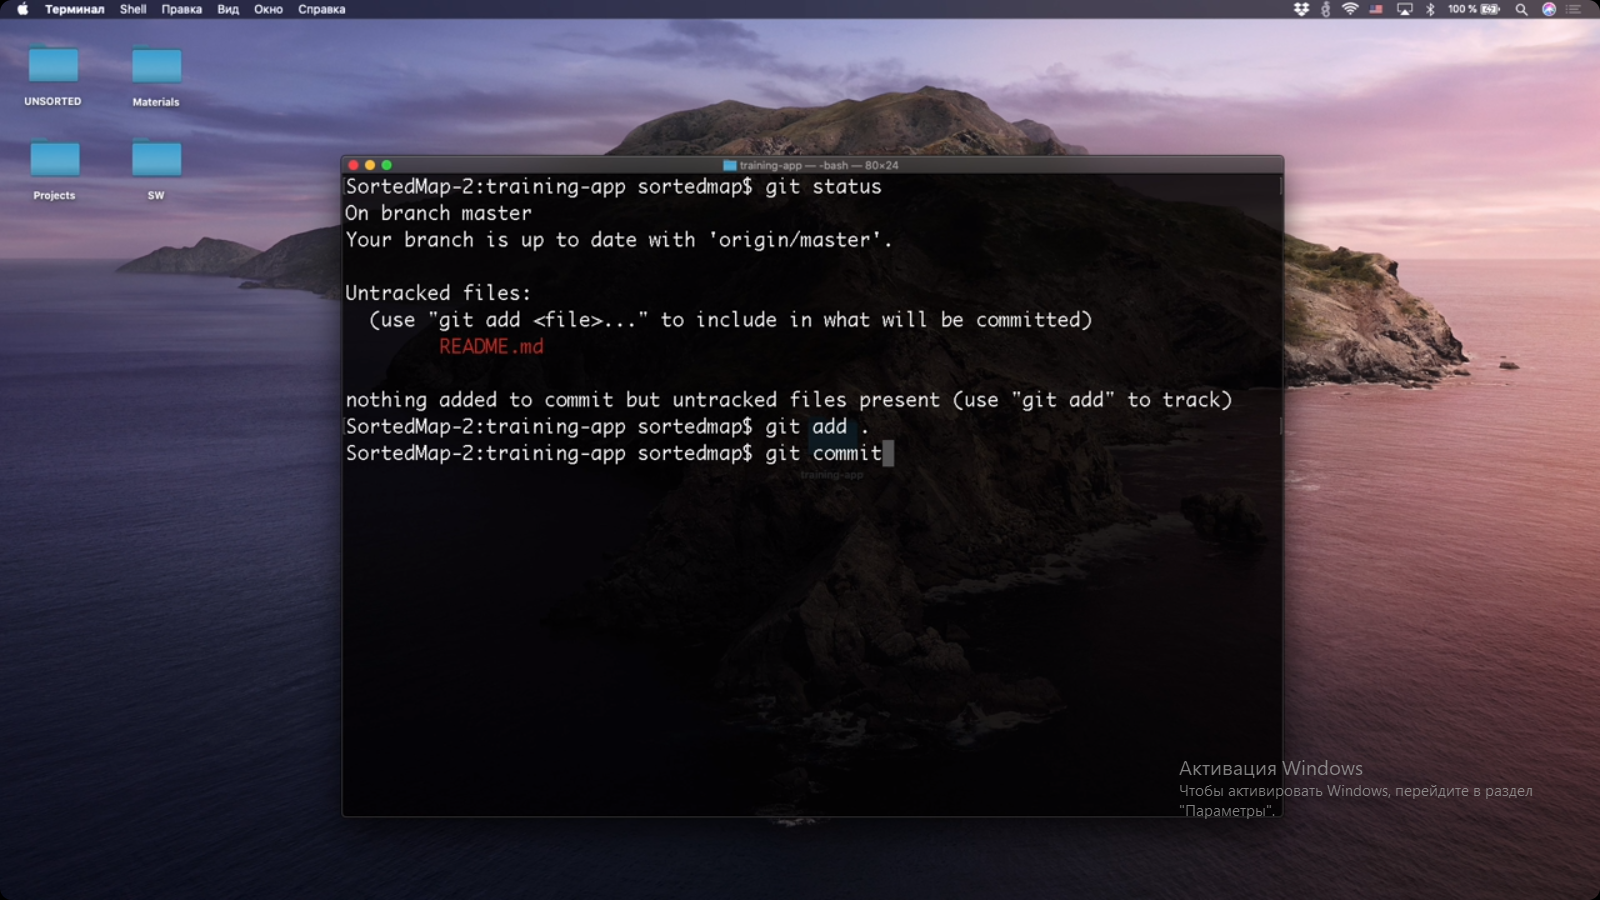 Терминал Shell Правка Вид Окно Справка 100 %
UNSORTED Materials
Projects SW
training-app — -bash — 80×24
SortedMap-2:training-app sortedmap$ git status
On branch master
Your branch is up to date with 'origin/master'.
Untracked files:
(use "git add <file>..." to include in what will be committed)
README.md
nothing added to commit but untracked files present (use "git add" to track)
SortedMap-2:training-app sortedmap$ git add .
SortedMap-2:training-app sortedmap$ git commit
training-app
Активация Windows
Чтобы активировать Windows, перейдите в раздел
"Параметры".